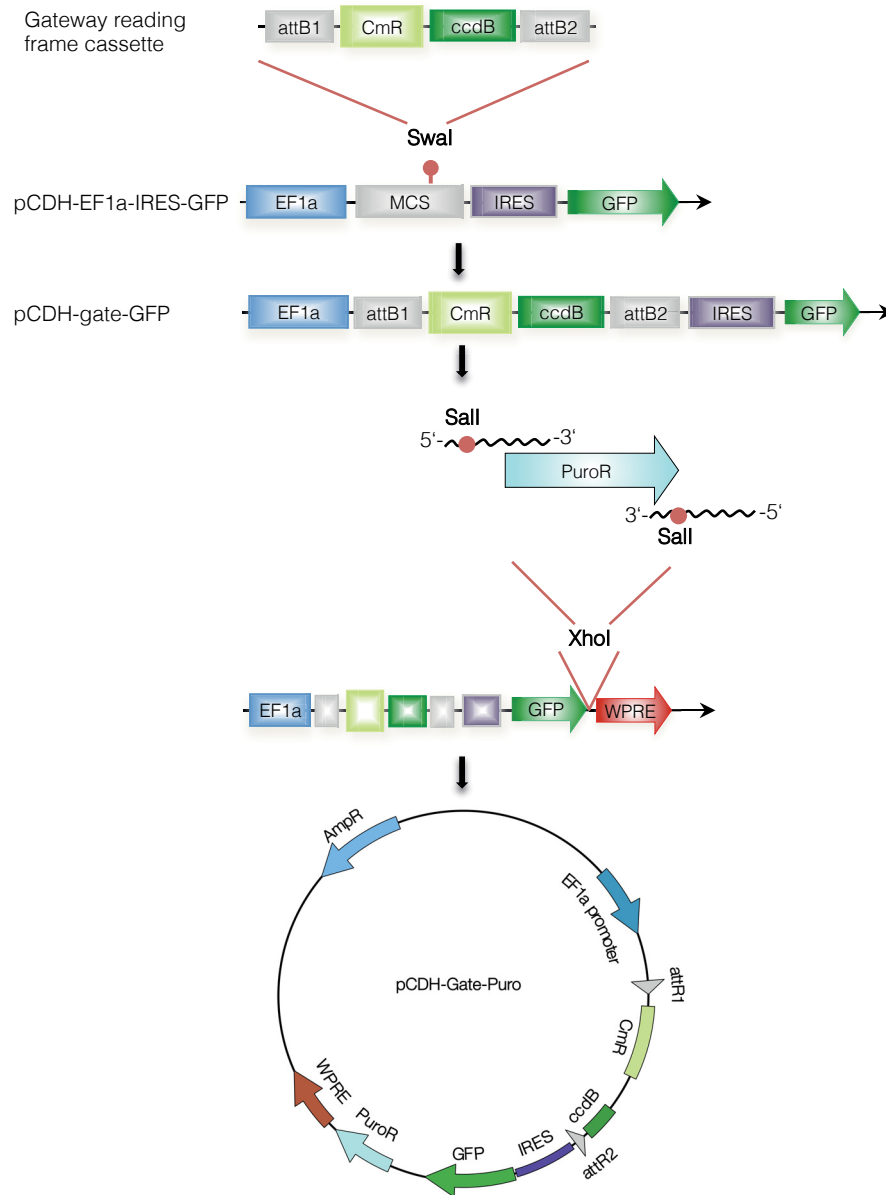 Gateway reading
frame cassette
attB1 CmR ccdB attB2
SwaI
pCDH-EF1a-IRES-GFP
EF1a MCS IRES GFP
pCDH-gate-GFP
EF1a attB1 CmR ccdB attB2 IRES GFP
SalI
5‘- -3‘
PuroR
3‘- -5‘
SalI
XhoI
EF1a GFP WPRE
AmpR
EF1a promoter
pCDH-Gate-Puro
attR1
CmR
ccdB
attR2
IRES
GFP
PuroR
WPRE